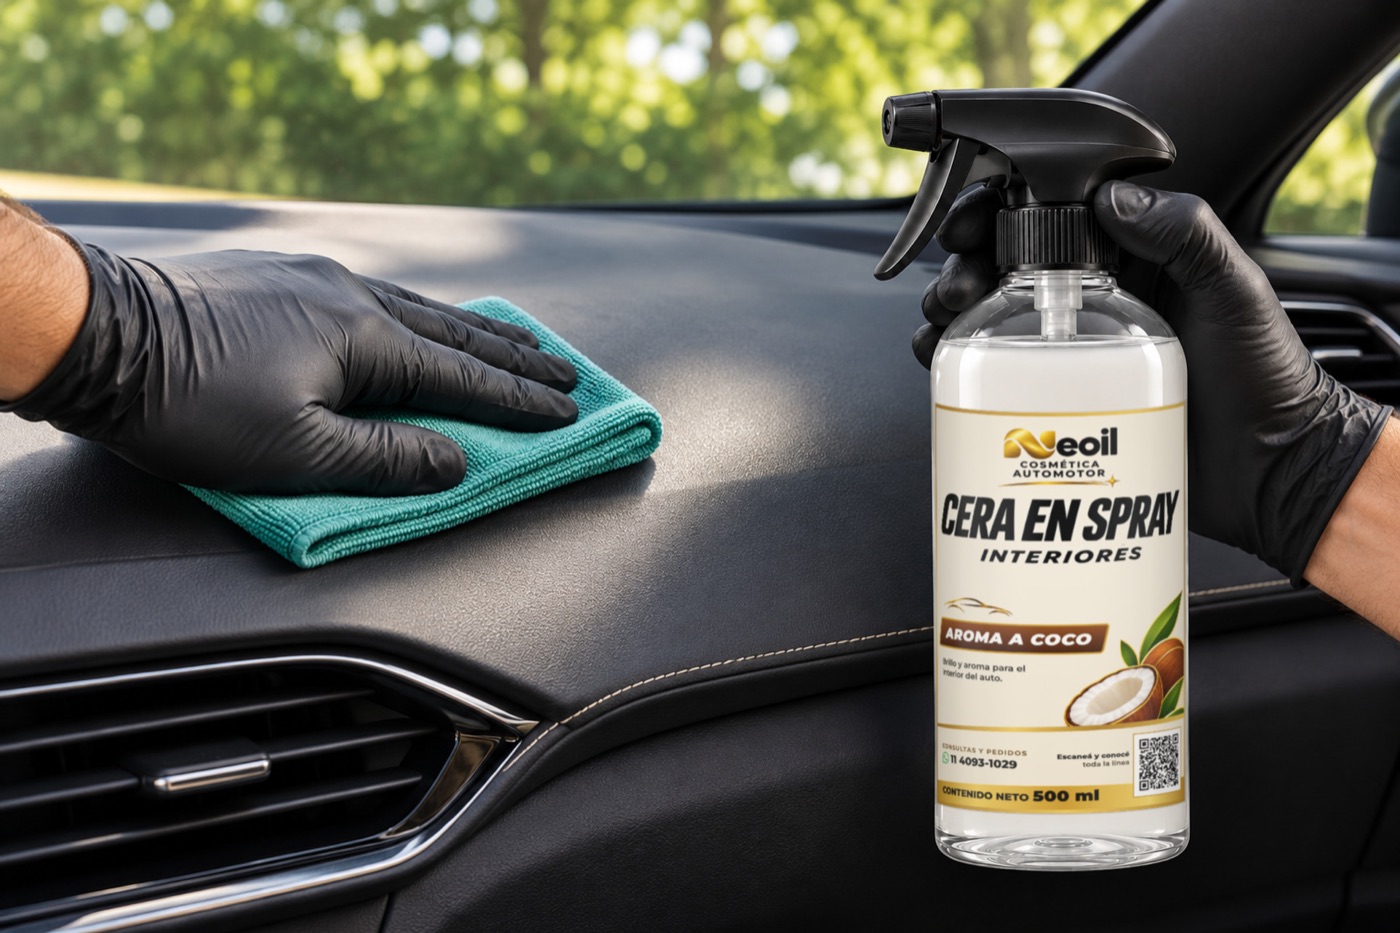 Neoil
COSMÉTICA
AUTOMOTOR
CERA EN SPRAY
INTERIORES
AROMA A COCO
Brillo y aroma para el
interior del auto.
CONSULTAS Y PEDIDOS
11 4093-1029
Escaneá y conocé
toda la línea
CONTENIDO NETO 500 ml